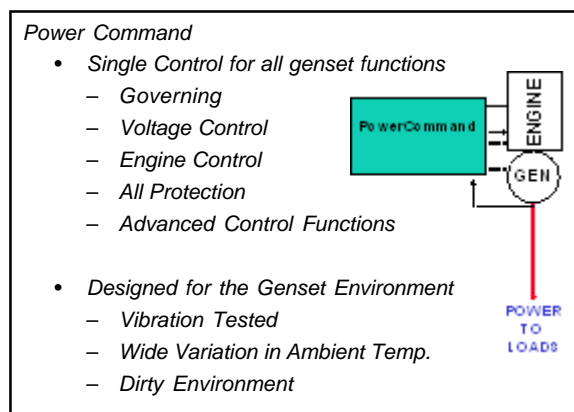 Power Command
• Single Control for all genset functions
– Governing
– Voltage Control
– Engine Control
– All Protection
– Advanced Control Functions
• Designed for the Genset Environment
– Vibration Tested
– Wide Variation in Ambient Temp.
– Dirty Environment
PowerCommand
ENGINE
GEN
POWER
TO
LOADS